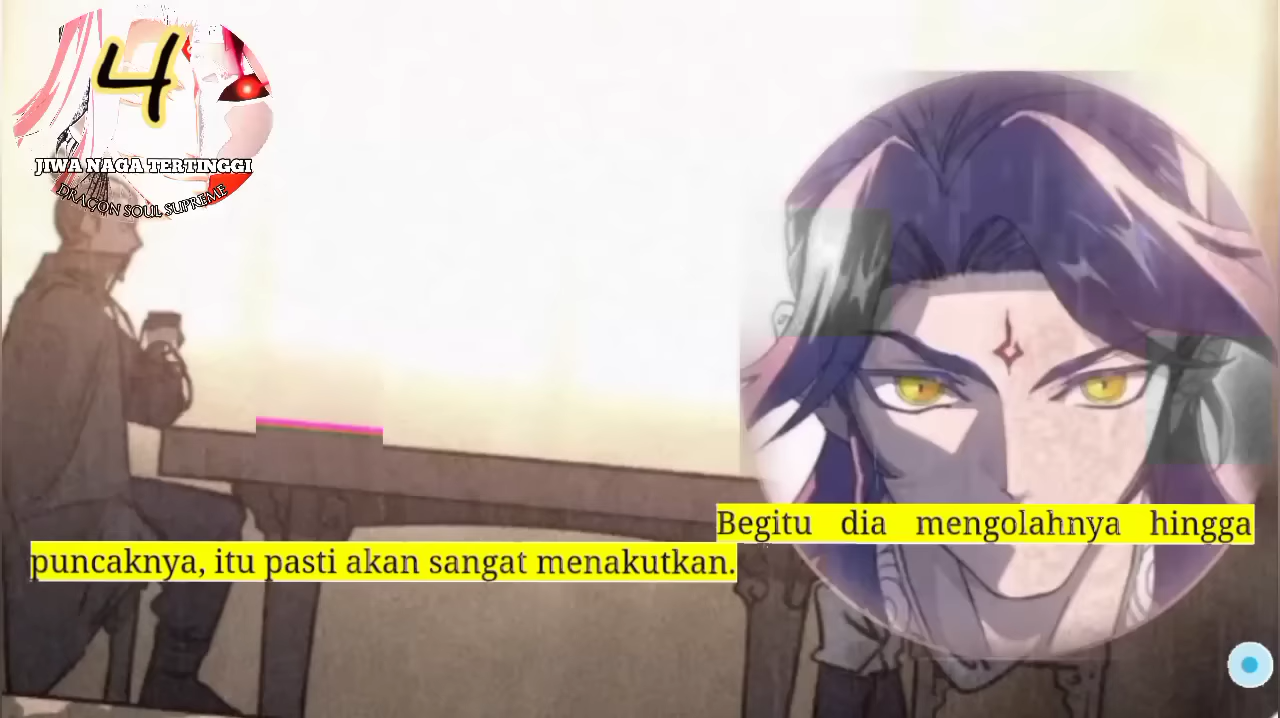 4
JIWA NAGA TERTINGGI
DRAGON SOUL SUPREME
Begitu dia mengolahnya hingga
puncaknya, itu pasti akan sangat menakutkan.